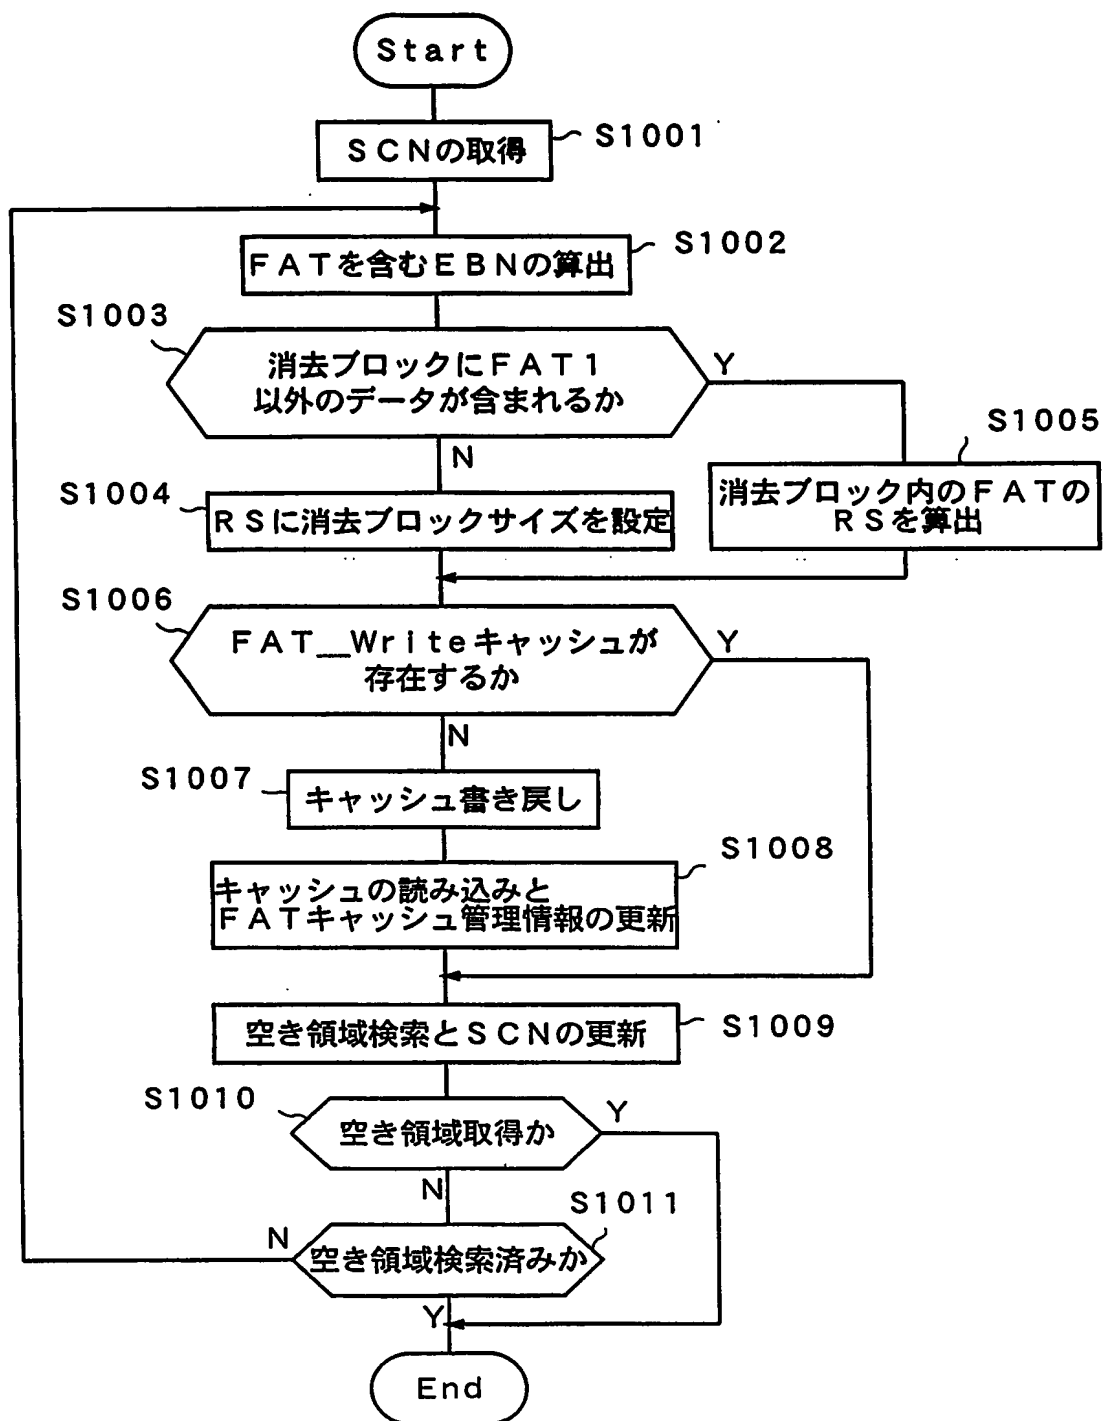 Start
SCNの取得
S1001
FATを含むEBNの算出
S1002
S1003
消去ブロックにFAT1
以外のデータが含まれるか
Y
N
S1004
RSに消去ブロックサイズを設定
S1005
消去ブロック内のFATの
RSを算出
S1006
FAT__Writeキャッシュが
存在するか
Y
N
S1007
キャッシュ書き戻し
S1008
キャッシュの読み込みと
FATキャッシュ管理情報の更新
空き領域検索とSCNの更新
S1009
S1010
空き領域取得か
Y
N
S1011
N
空き領域検索済みか
Y
End